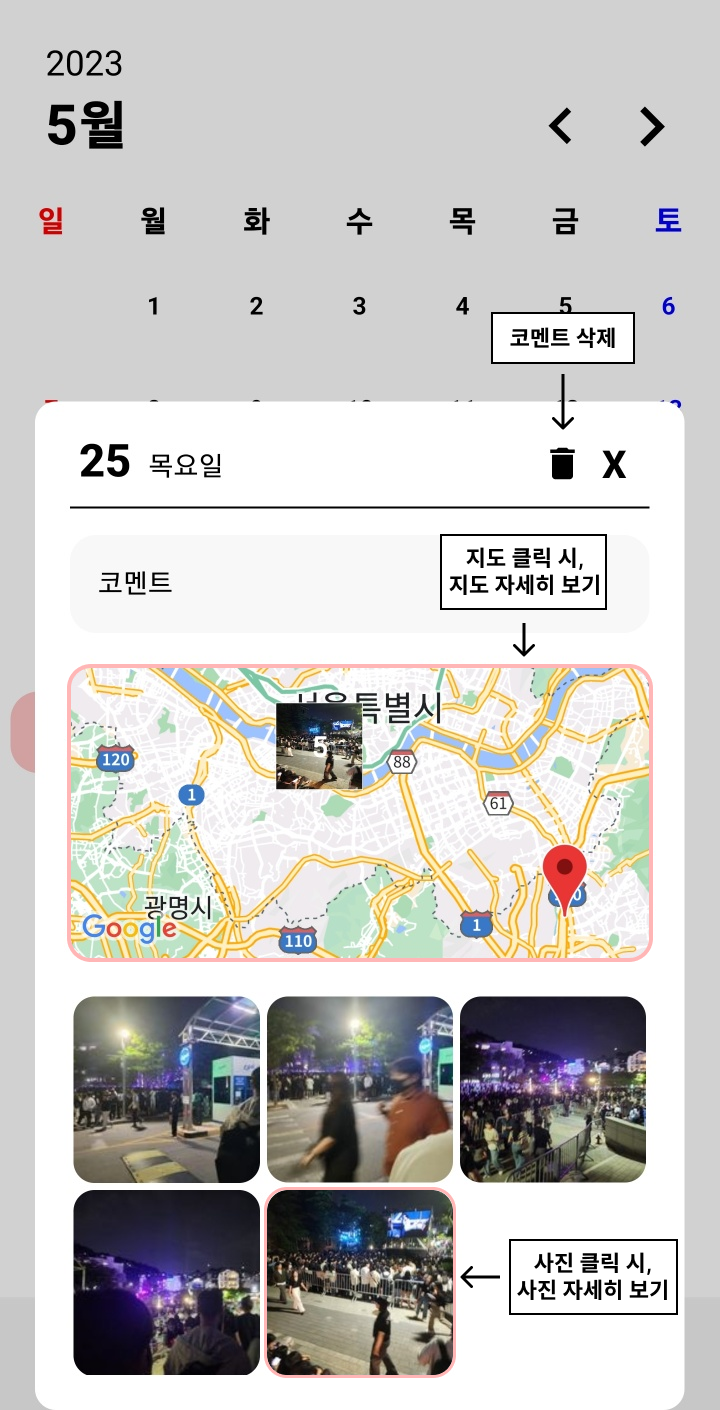 2023
5월
일 월 화 수 목 금 토
1 2 3 4 5 6
코멘트 삭제
25 목요일 X
지도 클릭 시,
지도 자세히 보기
코멘트
서울특별시
5
88
120
1
61
광명시
Google
110
1
사진 클릭 시,
사진 자세히 보기